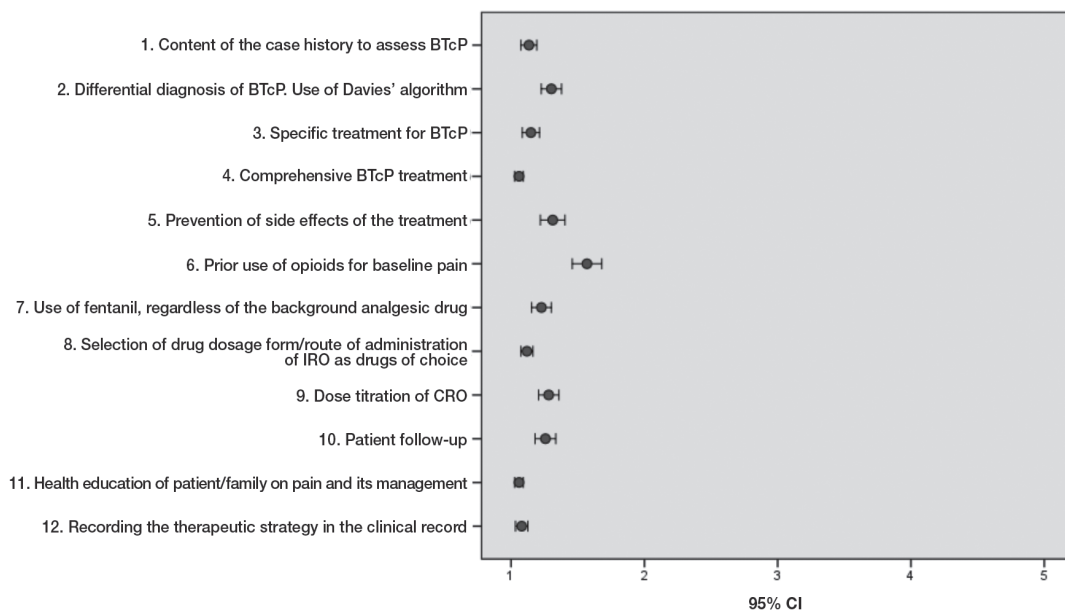 1. Content of the case history to assess BTcP
2. Differential diagnosis of BTcP. Use of Davies’ algorithm
3. Specific treatment for BTcP
4. Comprehensive BTcP treatment
5. Prevention of side effects of the treatment
6. Prior use of opioids for baseline pain
7. Use of fentanil, regardless of the background analgesic drug
8. Selection of drug dosage form/route of administration
of IRO as drugs of choice
9. Dose titration of CRO
10. Patient follow-up
11. Health education of patient/family on pain and its management
12. Recording the therapeutic strategy in the clinical record
1 2 3 4 5
95% CI